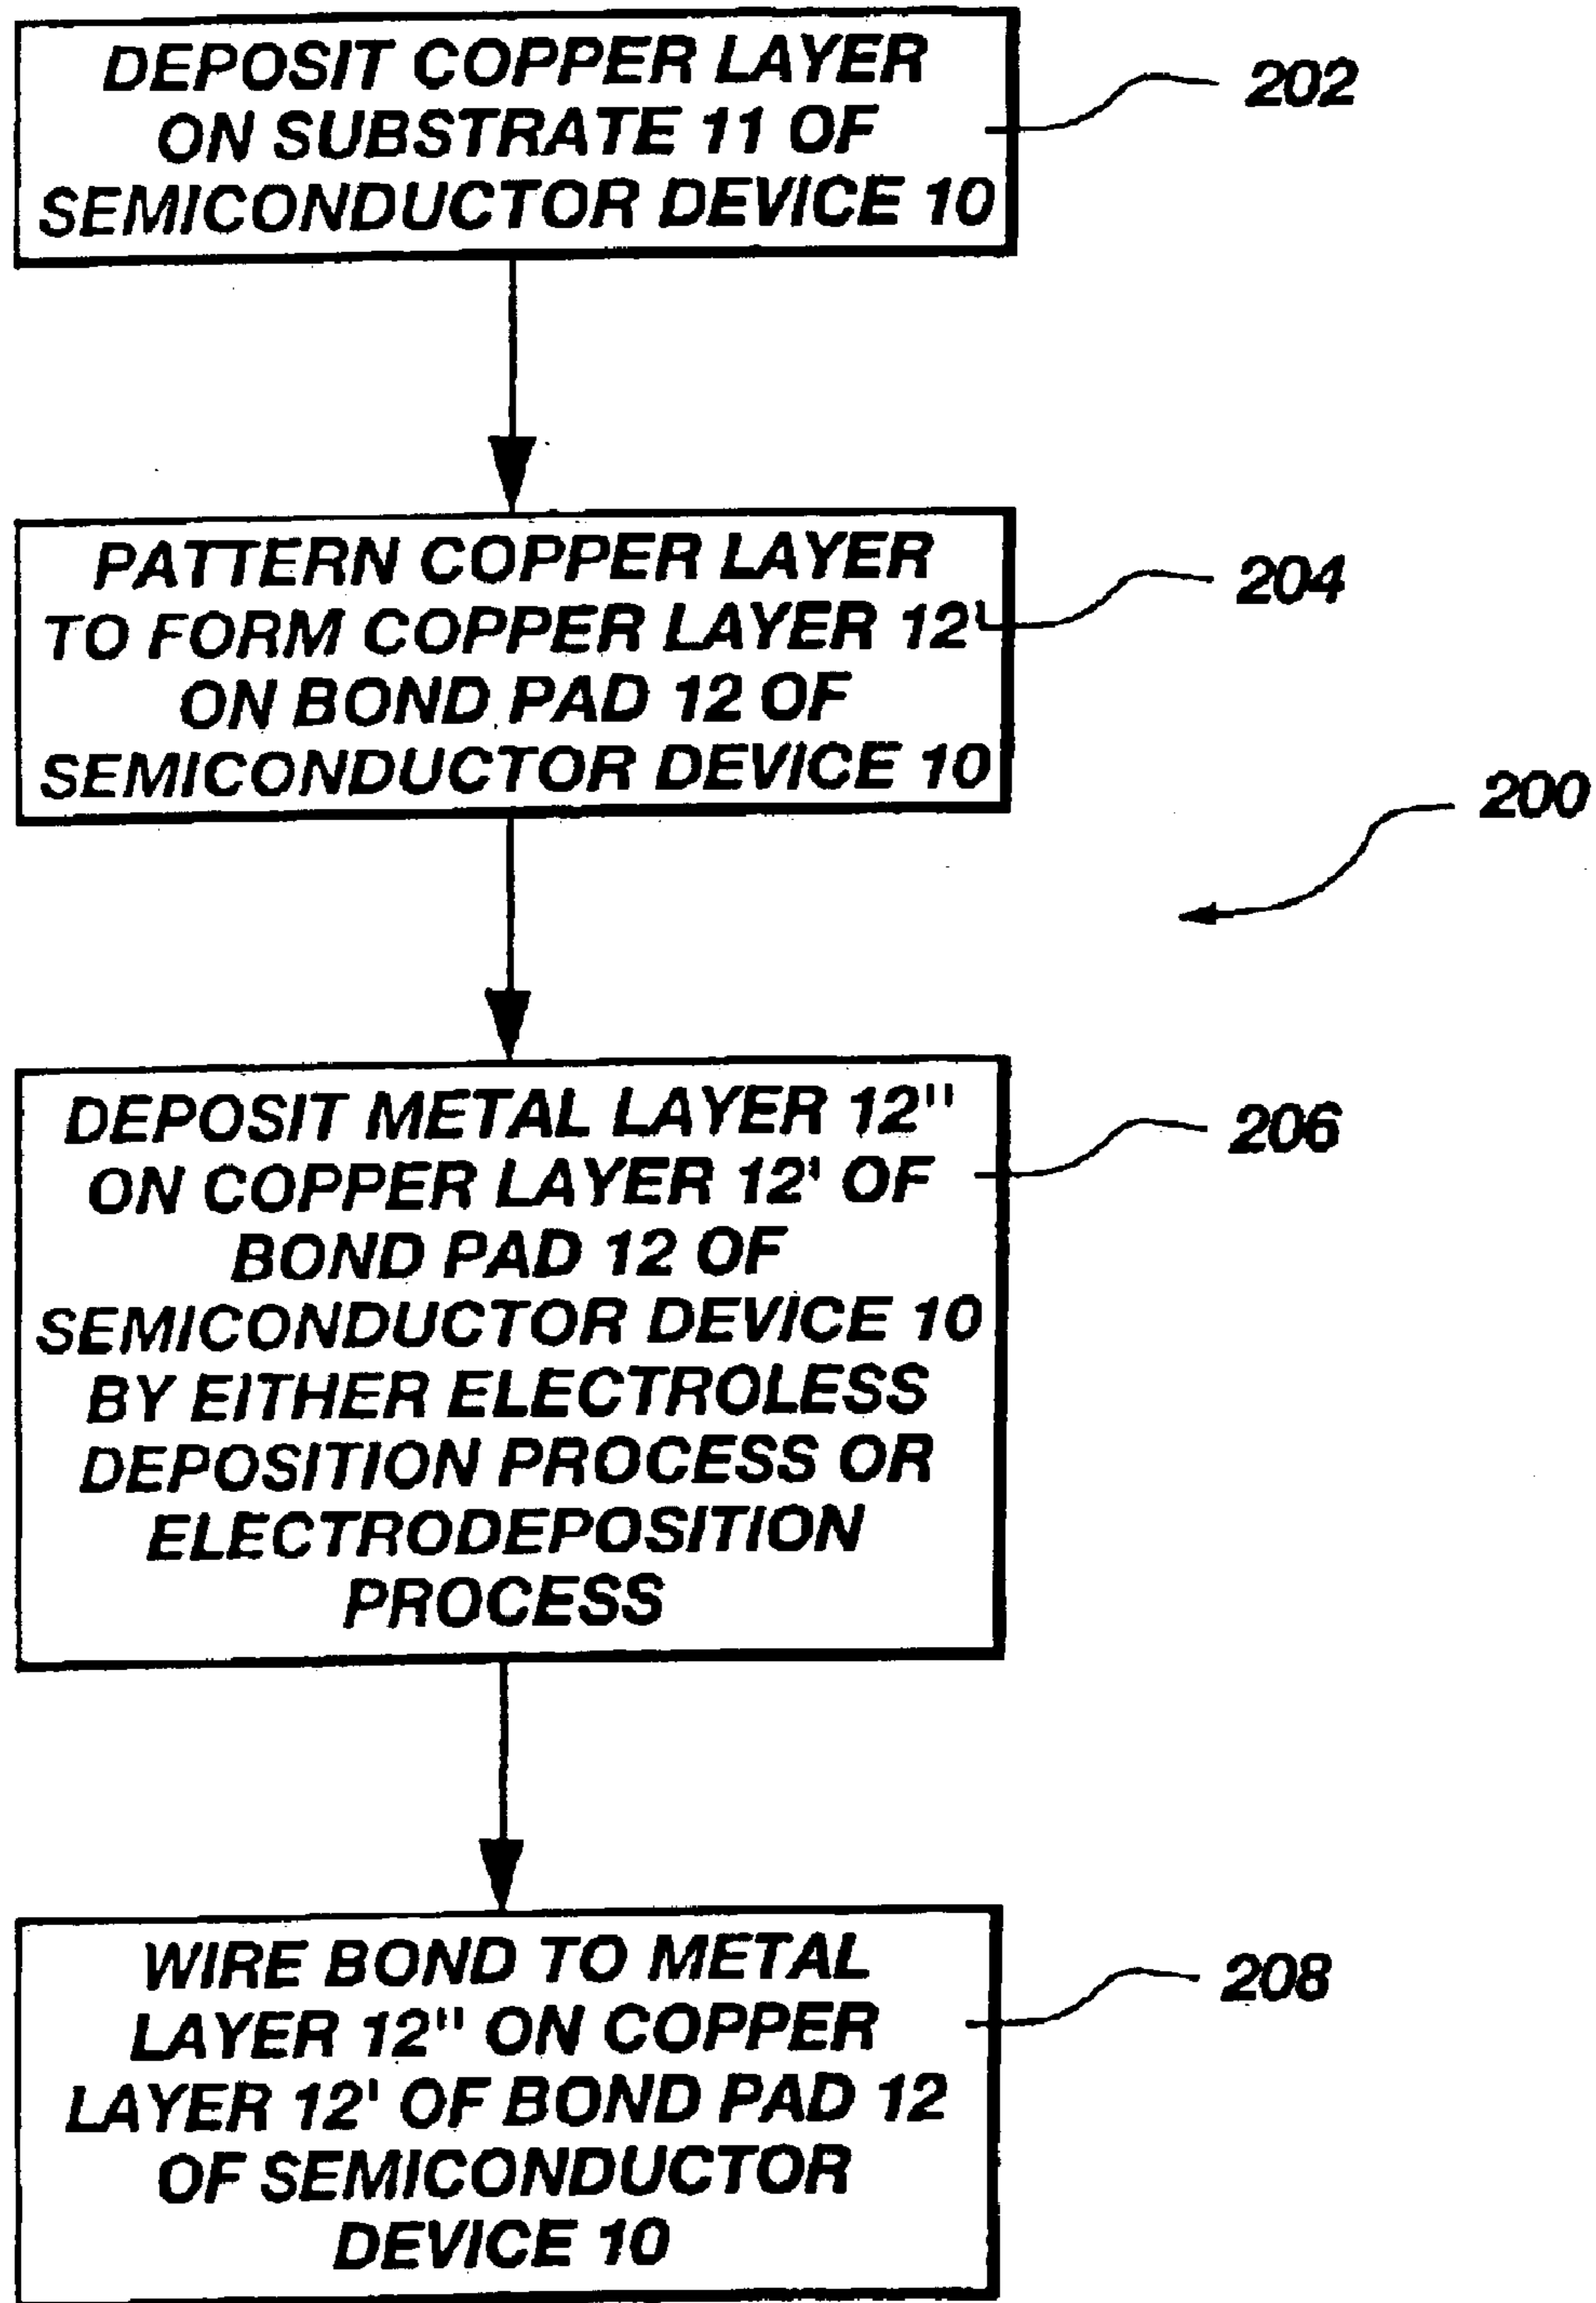 DEPOSIT COPPER LAYER
ON SUBSTRATE 11 OF
SEMICONDUCTOR DEVICE 10
202
PATTERN COPPER LAYER
TO FORM COPPER LAYER 12'
ON BOND PAD 12 OF
SEMICONDUCTOR DEVICE 10
204
200
DEPOSIT METAL LAYER 12"
ON COPPER LAYER 12' OF
BOND PAD 12 OF
SEMICONDUCTOR DEVICE 10
BY EITHER ELECTROLESS
DEPOSITION PROCESS OR
ELECTRODEPOSITION
PROCESS
206
WIRE BOND TO METAL
LAYER 12" ON COPPER
LAYER 12' OF BOND PAD 12
OF SEMICONDUCTOR
DEVICE 10
208